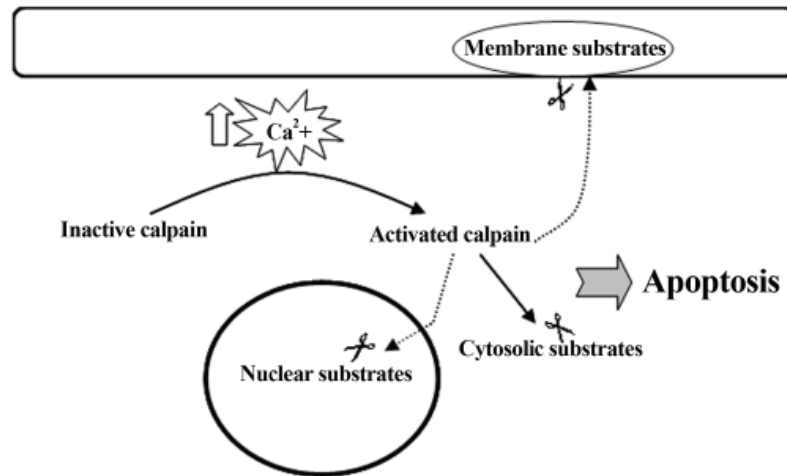 Membrane substrates
Ca²+
Inactive calpain
Activated calpain
Apoptosis
Cytosolic substrates
Nuclear substrates